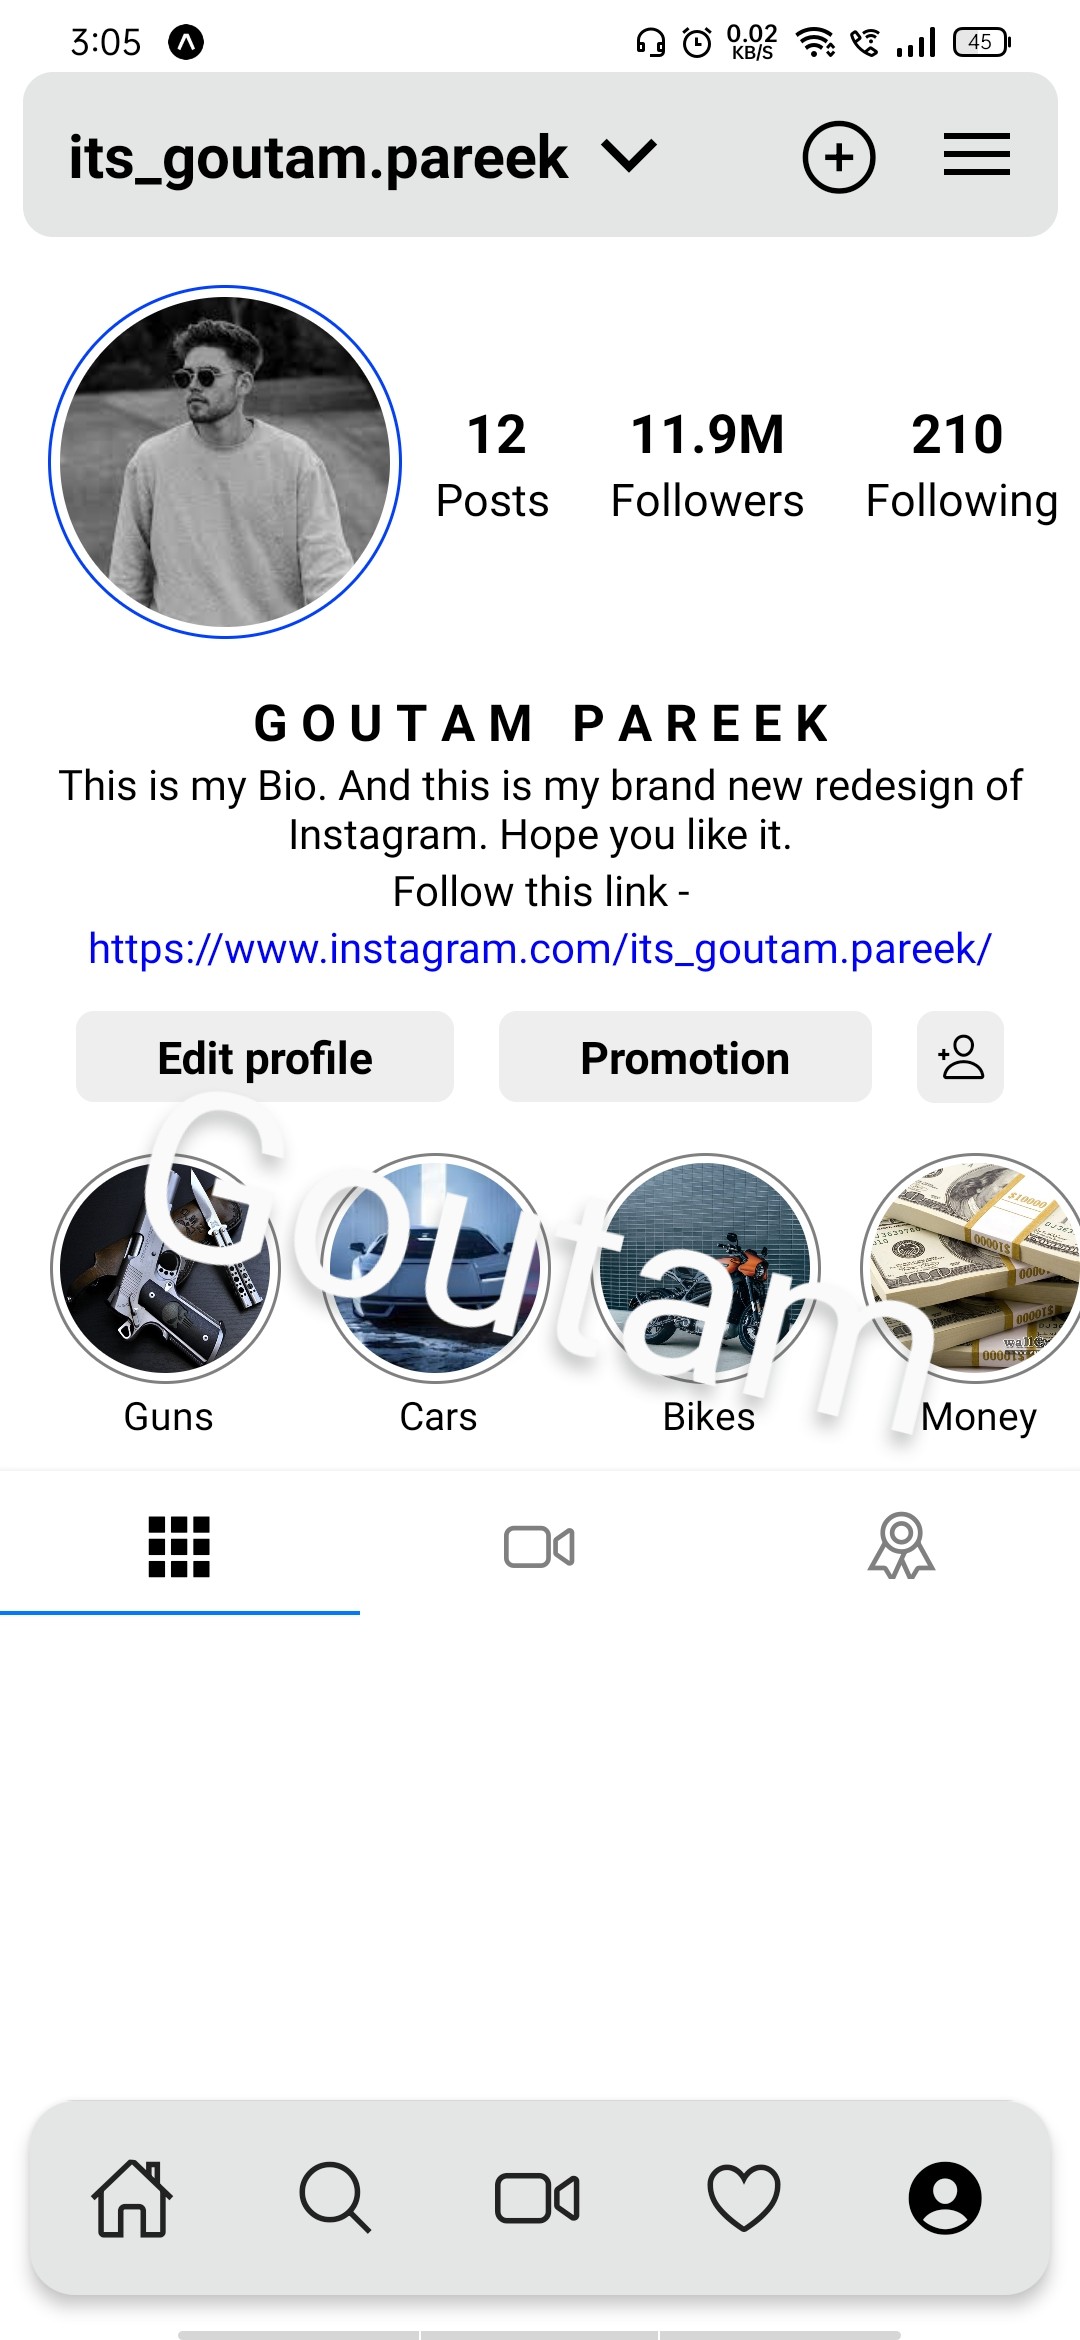 3:05
0.02
KB/S
45
its_goutam.pareek
12
11.9M
210
Posts
Followers
Following
GOUTAM PAREEK
This is my Bio. And this is my brand new redesign of
Instagram. Hope you like it.
Follow this link -
https://www.instagram.com/its_goutam.pareek/
Edit profile
Promotion
Goutam
Guns
Cars
Bikes
Money